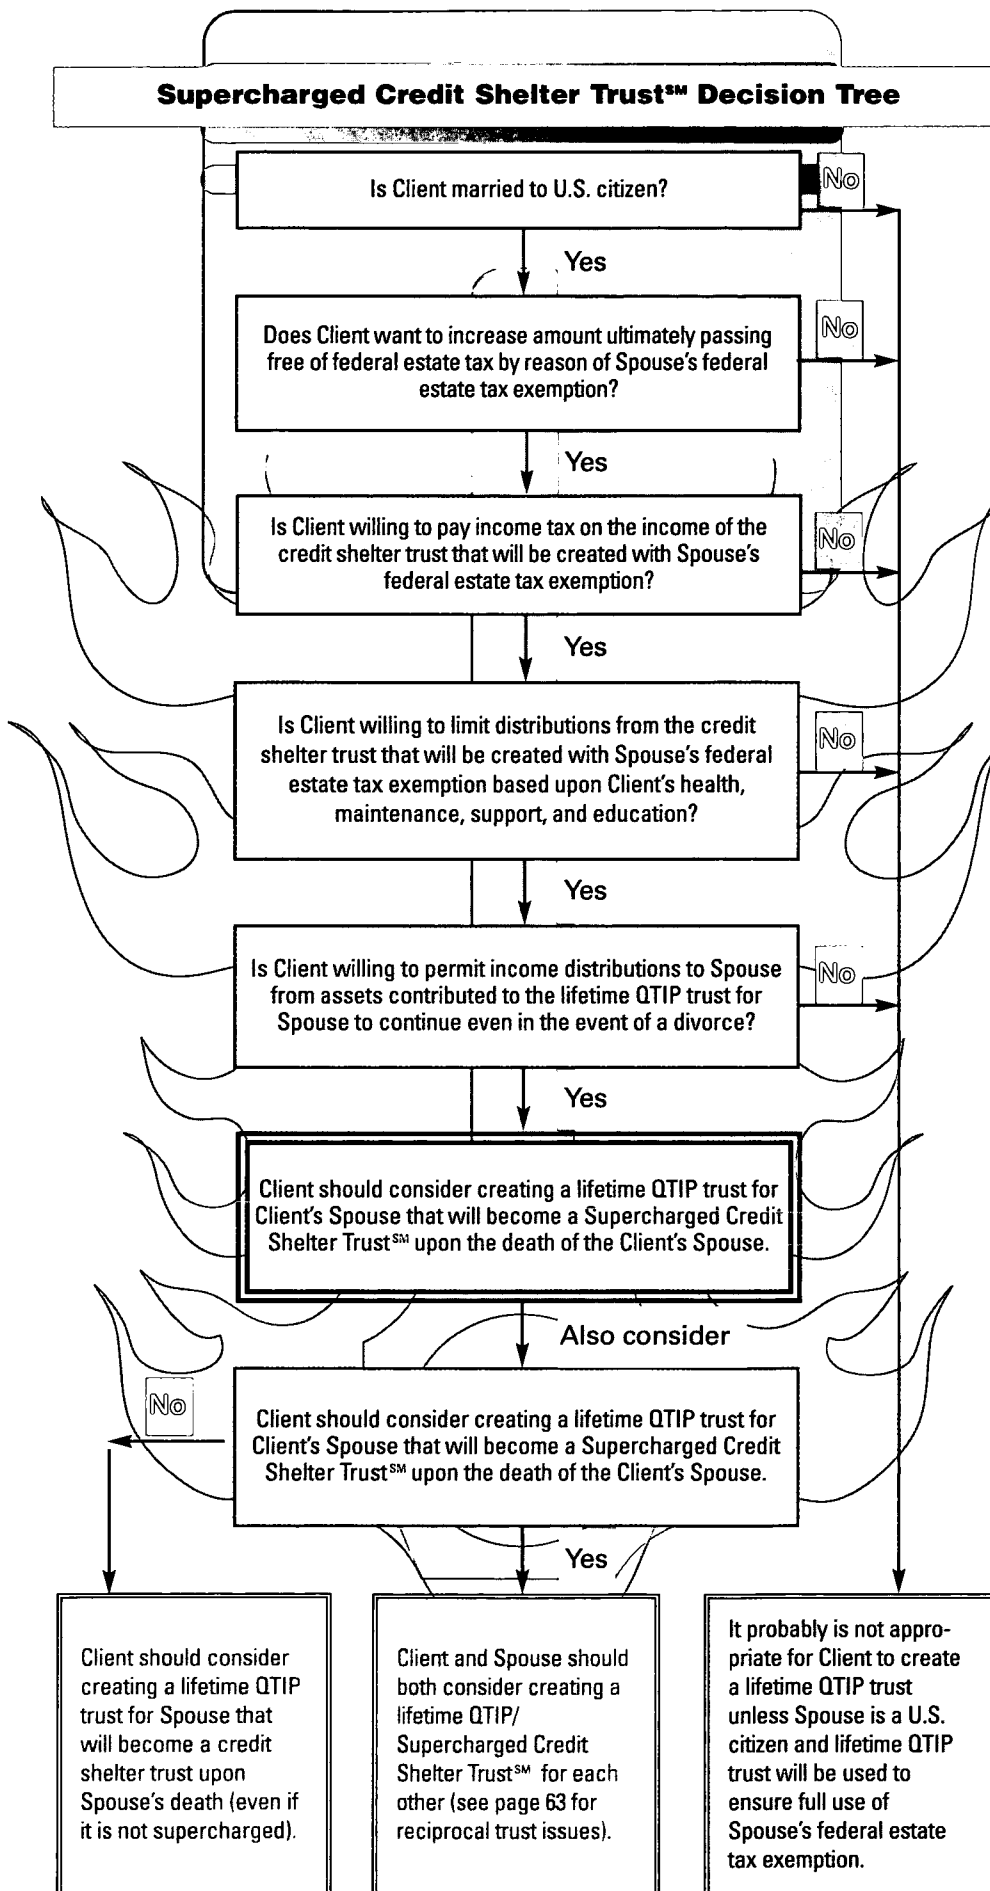 Supercharged Credit Shelter Trust℠ Decision Tree
Is Client married to U.S. citizen?
No
Yes
Does Client want to increase amount ultimately passing
free of federal estate tax by reason of Spouse's federal
estate tax exemption?
No
Yes
Is Client willing to pay income tax on the income of the
credit shelter trust that will be created with Spouse's
federal estate tax exemption?
No
Yes
Is Client willing to limit distributions from the credit
shelter trust that will be created with Spouse's federal
estate tax exemption based upon Client's health,
maintenance, support, and education?
No
Yes
Is Client willing to permit income distributions to Spouse
from assets contributed to the lifetime QTIP trust for
Spouse to continue even in the event of a divorce?
No
Yes
Client should consider creating a lifetime QTIP trust for
Client's Spouse that will become a Supercharged Credit
Shelter Trust℠ upon the death of the Client's Spouse.
Also consider
Client should consider creating a lifetime QTIP trust for
Client's Spouse that will become a Supercharged Credit
Shelter Trust℠ upon the death of the Client's Spouse.
No
Yes
Client should consider
creating a lifetime QTIP
trust for Spouse that
will become a credit
shelter trust upon
Spouse's death (even if
it is not supercharged).
Client and Spouse should
both consider creating a
lifetime QTIP/
Supercharged Credit
Shelter Trust℠ for each
other (see page 63 for
reciprocal trust issues).
It probably is not appro-
priate for Client to create
a lifetime QTIP trust
unless Spouse is a U.S.
citizen and lifetime QTIP
trust will be used to
ensure full use of
Spouse's federal estate
tax exemption.